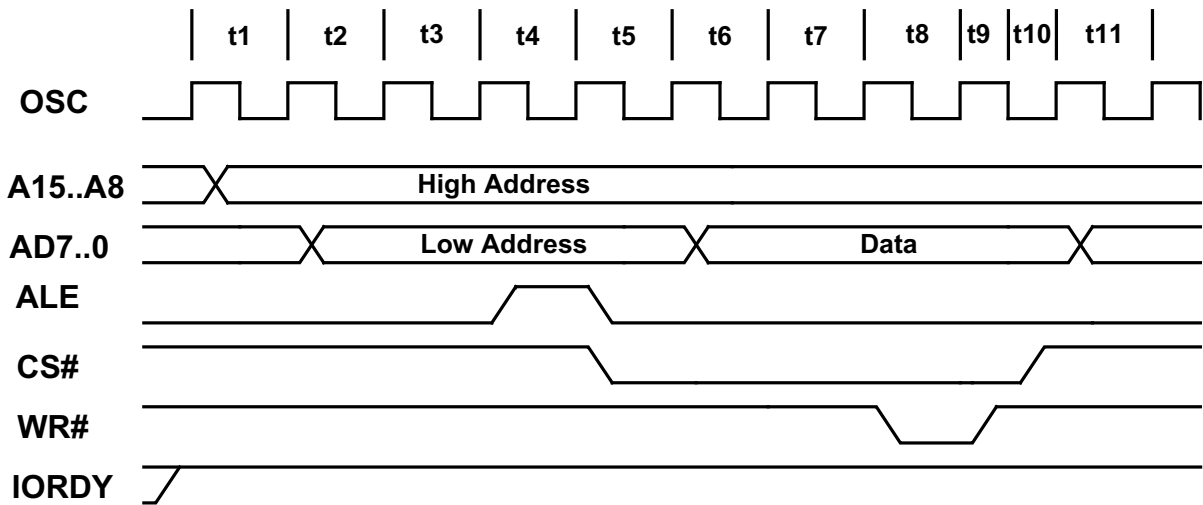 t1 t2 t3 t4 t5 t6 t7 t8 t9 t10 t11
OSC
A15..A8 High Address
AD7..0 Low Address Data
ALE
CS#
WR#
IORDY